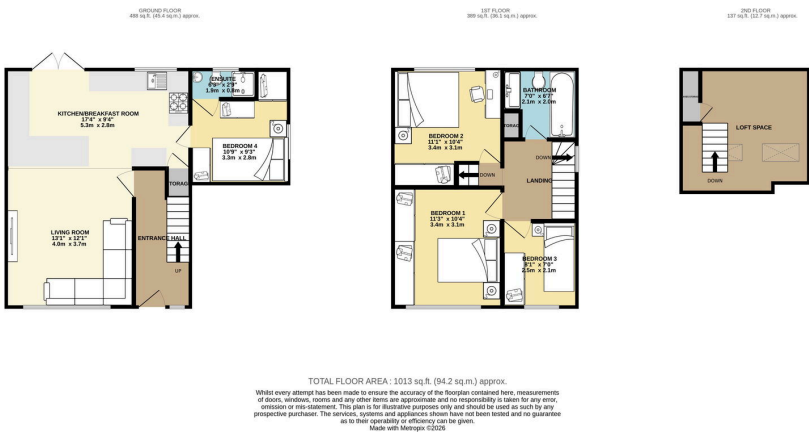 GROUND FLOOR
488 sq.ft. (45.4 sq.m.) approx.
1ST FLOOR
389 sq.ft. (36.1 sq.m.) approx.
2ND FLOOR
137 sq.ft. (12.7 sq.m.) approx.
KITCHEN/BREAKFAST ROOM
17'4" x 9'4"
5.3m x 2.8m
ENSUITE
6'3" x 2'9"
1.9m x 0.8m
BEDROOM 4
10'9" x 9'3"
3.3m x 2.8m
STORAG
LIVING ROOM
13'1" x 12'1"
4.0m x 3.7m
ENTRANCE HALL
UP
BATHROOM
7'0" x 6'7"
2.1m x 2.0m
BEDROOM 2
11'1" x 10'4"
3.4m x 3.1m
STORAG
DOWN
DOWN
LANDING
BEDROOM 1
11'3" x 10'4"
3.4m x 3.1m
BEDROOM 3
8'1" x 7'0"
2.5m x 2.1m
LOFT SPACE
DOWN
TOTAL FLOOR AREA : 1013 sq.ft. (94.2 sq.m.) approx.
Whilst every attempt has been made to ensure the accuracy of the floorplan contained here, measurements
of doors, windows, rooms and any other items are approximate and no responsibility is taken for any error,
omission or mis-statement. This plan is for illustrative purposes only and should be used as such by any
prospective purchaser. The services, systems and appliances shown have not been tested and no guarantee
as to their operability or efficiency can be given.
Made with Metropix ©2026